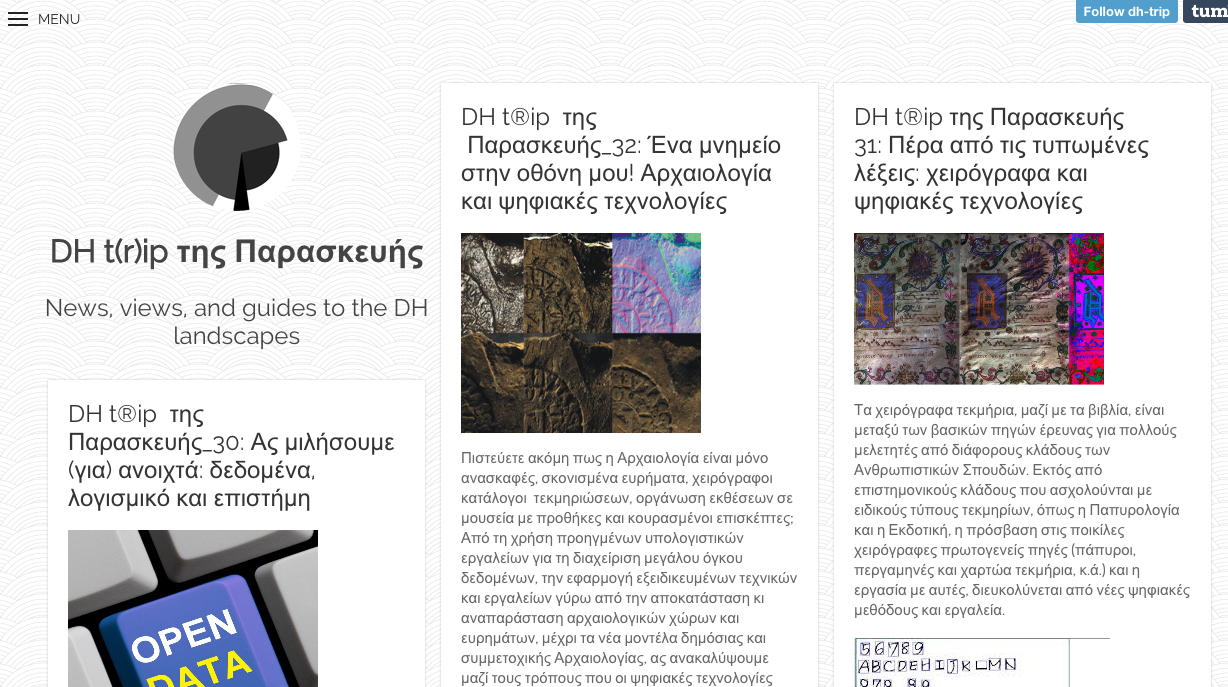 MENU
Follow dh-trip
DH t(r)ip της Παρασκευής
News, views, and guides to the DH
landscapes
DH t®ip  της
Παρασκευής_30: Ας μιλήσουμε
(για) ανοιχτά: δεδομένα,
λογισμικό και επιστήμη
OPEN
DATA
DH t®ip  της
Παρασκευής_32: Ένα μνημείο
στην οθόνη μου! Αρχαιολογία
και ψηφιακές τεχνολογίες
Πιστεύετε ακόμη πως η Αρχαιολογία είναι μόνο
ανασκαφές, σκονισμένα ευρήματα, χειρόγραφοι
κατάλογοι  τεκμηριώσεων, οργάνωση εκθέσεων σε
μουσεία με προθήκες και κουρασμένοι επισκέπτες;
Από τη χρήση προηγμένων υπολογιστικών
εργαλείων για τη διαχείριση μεγάλου όγκου
δεδομένων, την εφαρμογή εξειδικευμένων τεχνικών
και εργαλείων γύρω από την αποκατάσταση κι
αναπαράσταση αρχαιολογικών χώρων και
ευρημάτων, μέχρι τα νέα μοντέλα δημόσιας και
συμμετοχικής Αρχαιολογίας, ας ανακαλύψουμε
μαζί τους τρόπους που οι ψηφιακές τεχνολογίες
DH t®ip της Παρασκευής
31: Πέρα από τις τυπωμένες
λέξεις: χειρόγραφα και
ψηφιακές τεχνολογίες
Τα χειρόγραφα τεκμήρια, μαζί με τα βιβλία, είναι
μεταξύ των βασικών πηγών έρευνας για πολλούς
μελετητές από διάφορους κλάδους των
Ανθρωπιστικών Σπουδών. Εκτός από
επιστημονικούς κλάδους που ασχολούνται με
ειδικούς τύπους τεκμηρίων, όπως η Παπυρολογία
και η Εκδοτική, η πρόσβαση στις ποικίλες
χειρόγραφες πρωτογενείς πηγές (πάπυροι,
περγαμηνές και χαρτώα τεκμήρια, κ.ά.) και η
εργασία με αυτές, διευκολύνεται από νέες ψηφιακές
μεθόδους και εργαλεία.
56789
ABCDEHIJKLMN